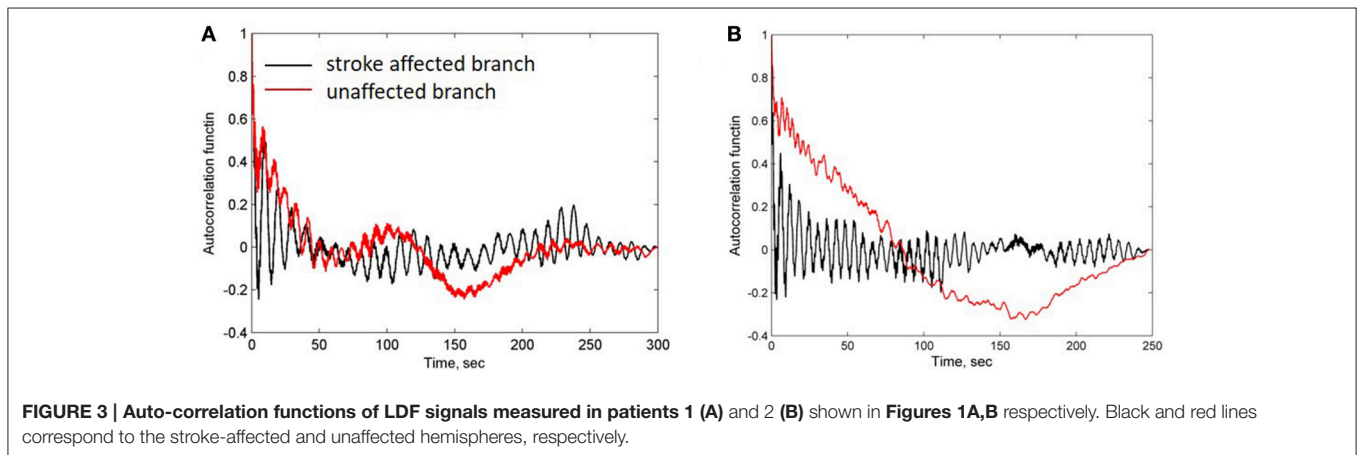 A
1
0.8
0.6
0.4
0.2
0
-0.2
-0.4
Autocorrelation functin
stroke affected branch
unaffected branch
0 50 100 150 200 250 300
Time, sec
B
1
0.8
0.6
0.4
0.2
0
-0.2
-0.4
Autocorrelation functin
0 50 100 150 200 250
Time, sec
FIGURE 3 | Auto-correlation functions of LDF signals measured in patients 1 (A) and 2 (B) shown in Figures 1A,B respectively. Black and red lines
correspond to the stroke-affected and unaffected hemispheres, respectively.